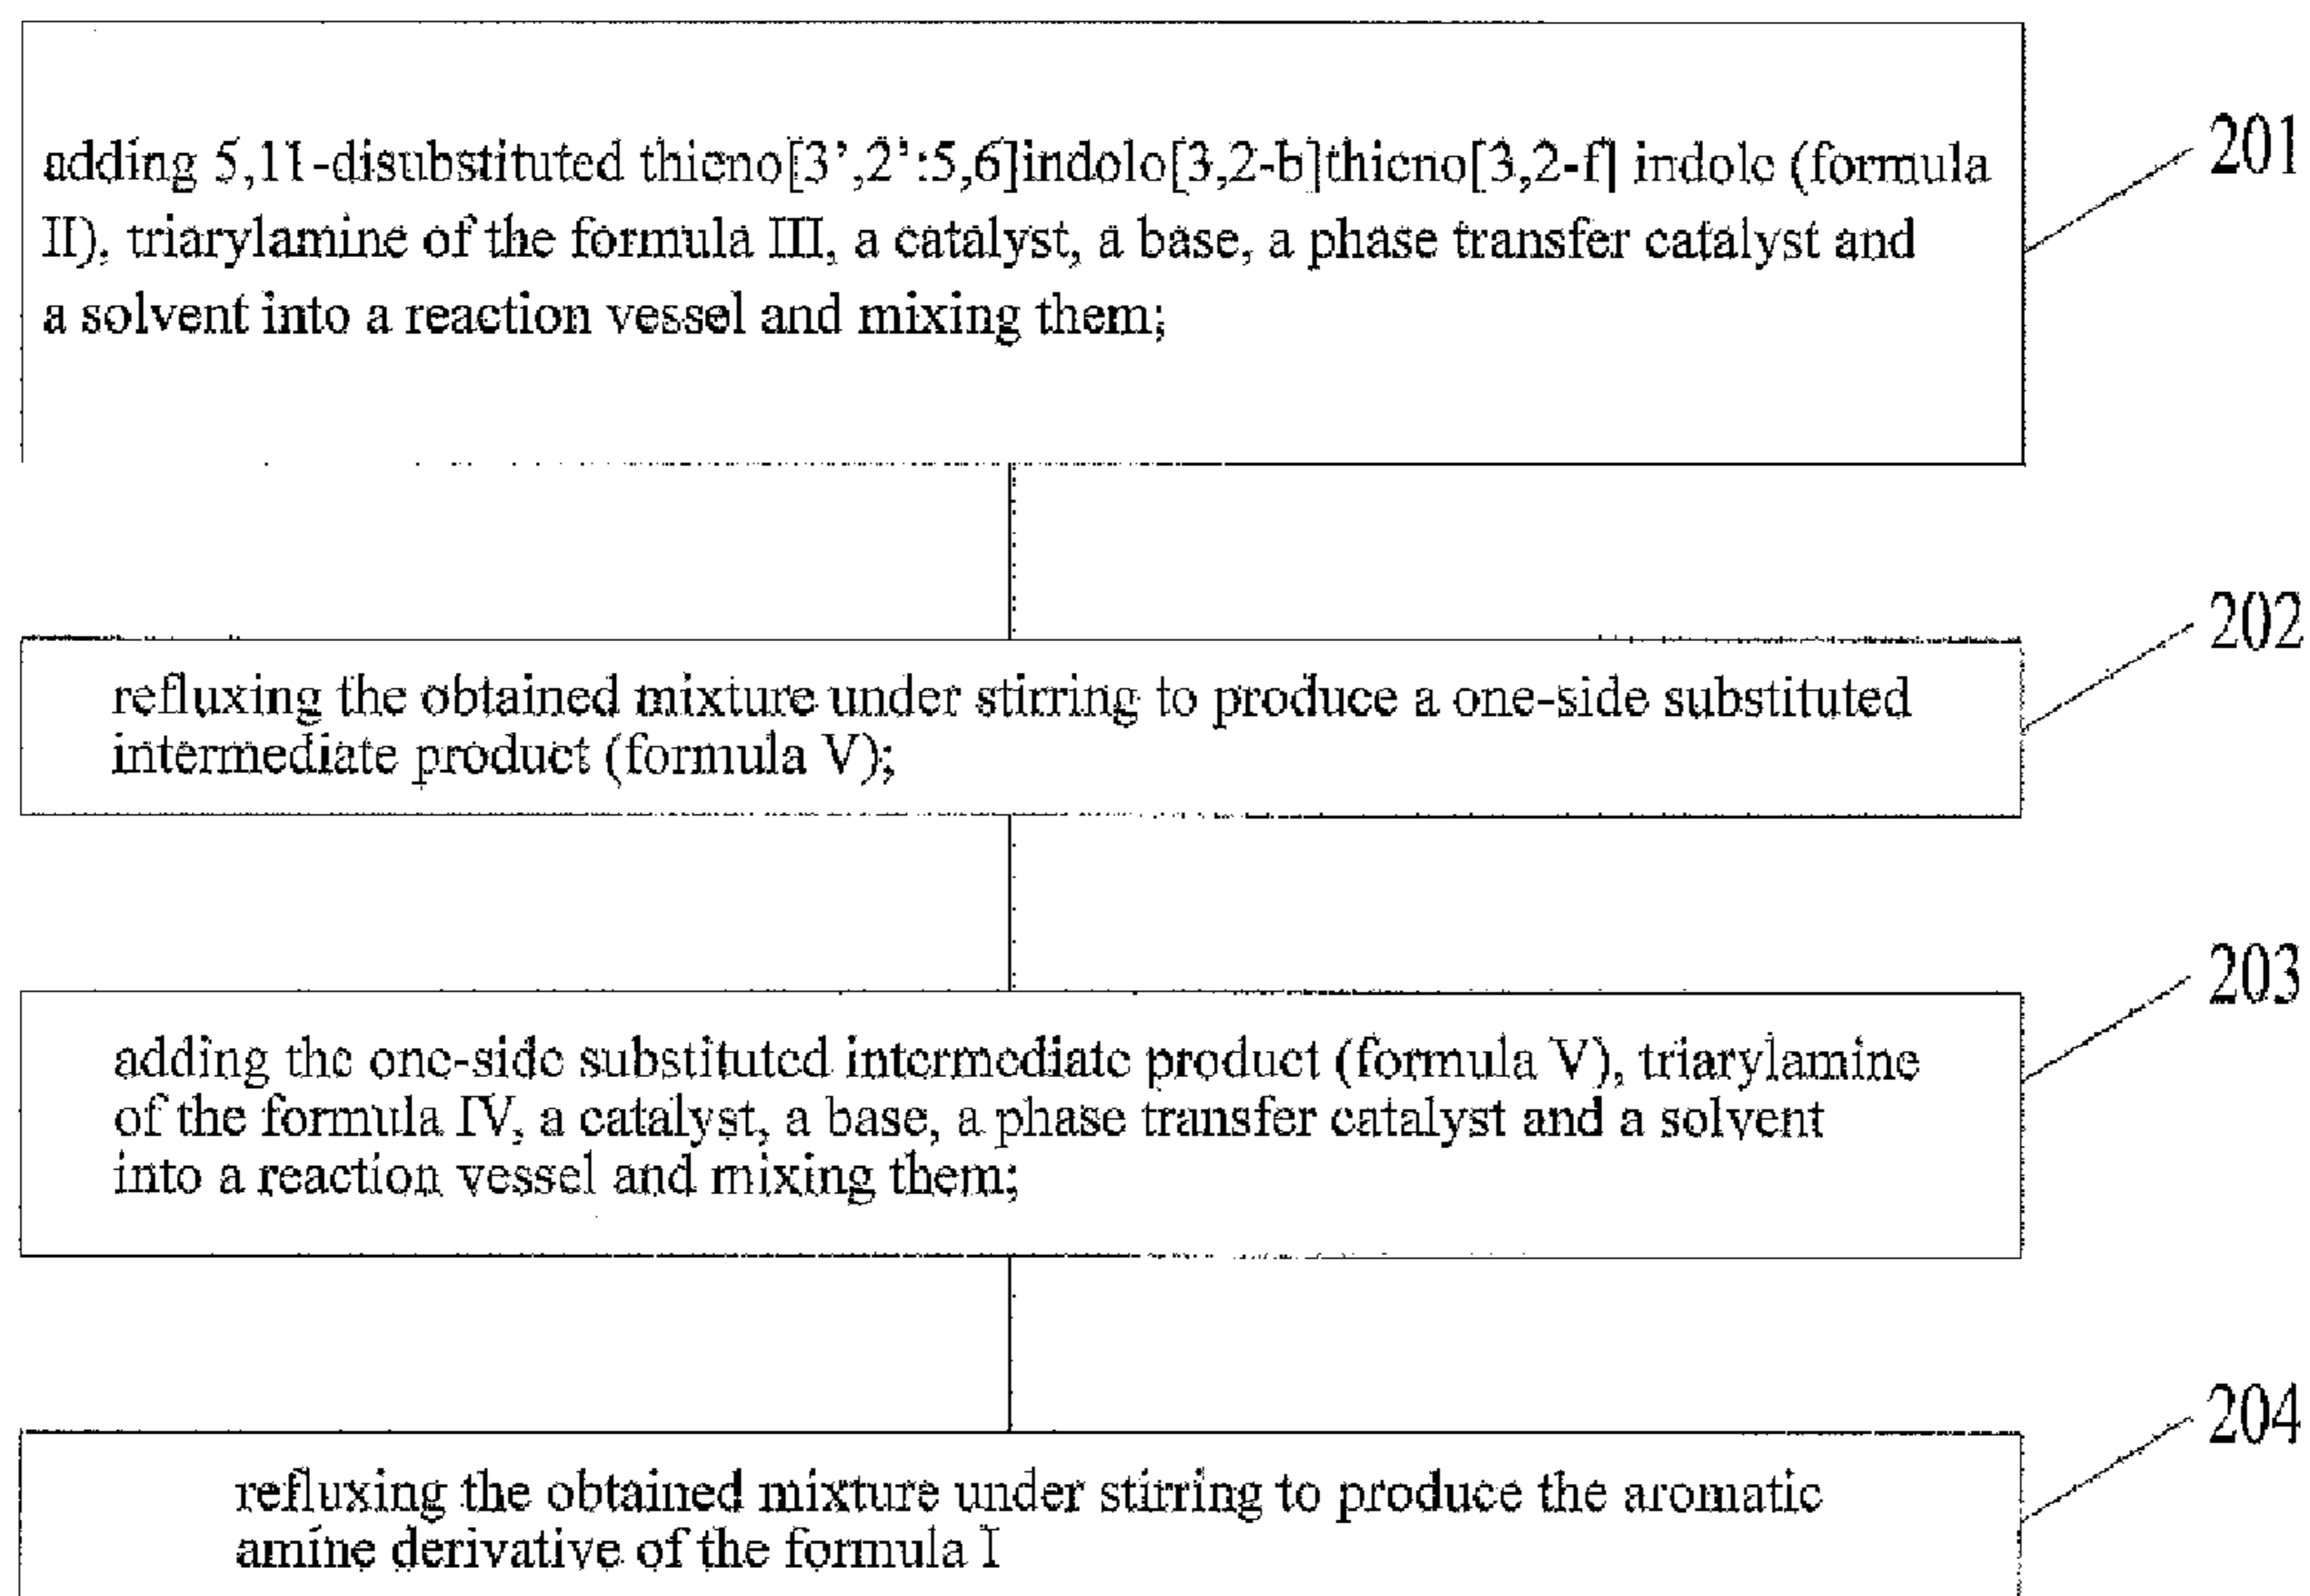 adding 5,11-disubstituted thieno[3’,2’:5,6]indolo[3,2-b]thieno[3,2-f] indole (formula
II), triarylamine of the formula III, a catalyst, a base, a phase transfer catalyst and
a solvent into a reaction vessel and mixing them;
201
refluxing the obtained mixture under stirring to produce a one-side substituted
intermediate product (formula V);
202
adding the one-side substituted intermediate product (formula V), triarylamine
of the formula IV, a catalyst, a base, a phase transfer catalyst and a solvent
into a reaction vessel and mixing them;
203
refluxing the obtained mixture under stirring to produce the aromatic
amine derivative of the formula I
204